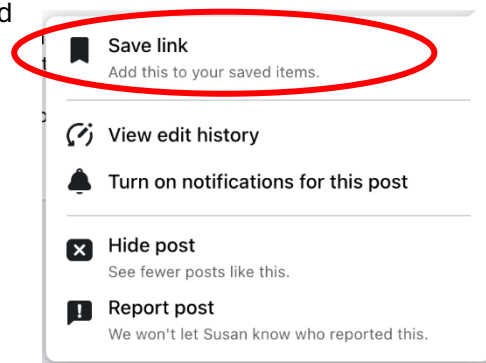 d
Save link
Add this to your saved items.
View edit history
Turn on notifications for this post
Hide post
See fewer posts like this.
Report post
We won't let Susan know who reported this.